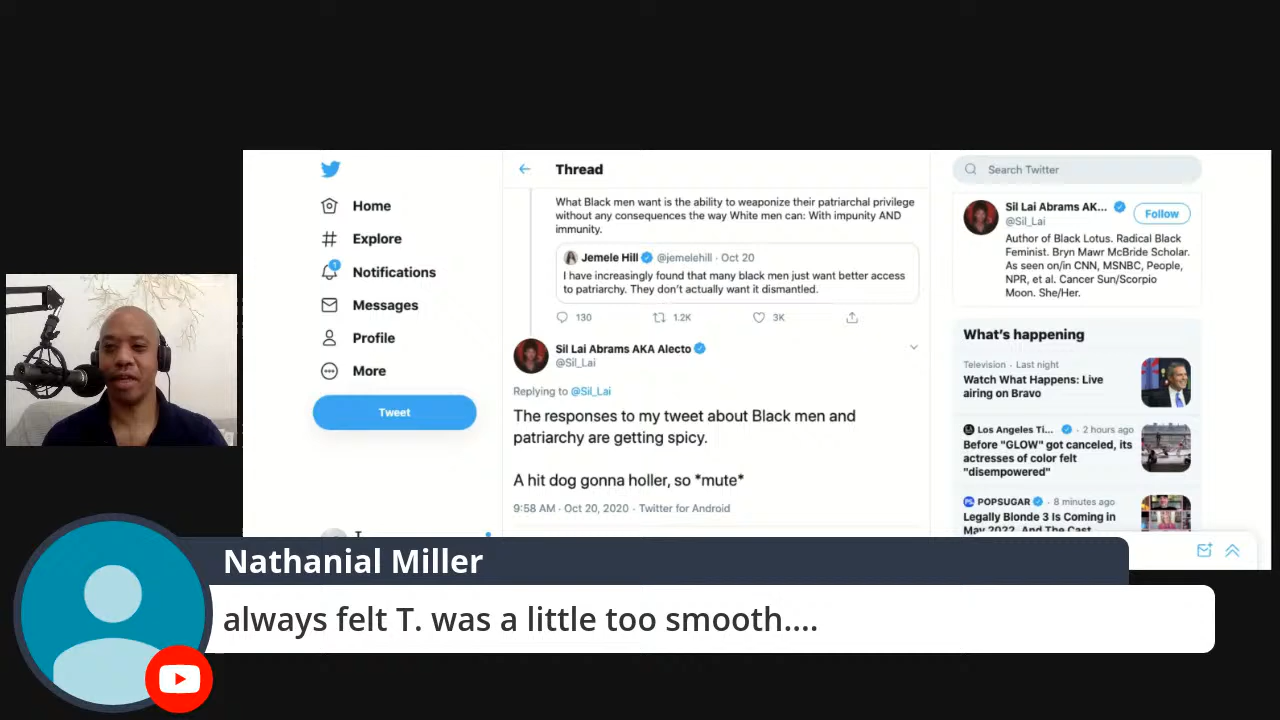 Home
Explore
1
Notifications
Messages
Profile
More
Tweet
Thread
What Black men want is the ability to weaponize their patriarchal privilege
without any consequences the way White men can: With impunity AND
immunity.
Jemele Hill @jemelehill · Oct 20
I have increasingly found that many black men just want better access
to patriarchy. They don't actually want it dismantled.
130 1.2K 3K
Sil Lai Abrams AKA Alecto
@Sil_Lai
Replying to @Sil_Lai
The responses to my tweet about Black men and
patriarchy are getting spicy.
A hit dog gonna holler, so *mute*
9:58 AM · Oct 20, 2020 · Twitter for Android
Search Twitter
Sil Lai Abrams AK...
@Sil_Lai
Follow
Author of Black Lotus. Radical Black
Feminist. Bryn Mawr McBride Scholar.
As seen on/in CNN, MSNBC, People,
NPR, et al. Cancer Sun/Scorpio
Moon. She/Her.
What's happening
Television · Last night
Watch What Happens: Live
airing on Bravo
Los Angeles Ti... · 2 hours ago
Before "GLOW" got canceled, its
actresses of color felt
"disempowered"
POPSUGAR · 8 minutes ago
Legally Blonde 3 Is Coming in
May 2022, And The Cast
Nathanial Miller
always felt T. was a little too smooth....